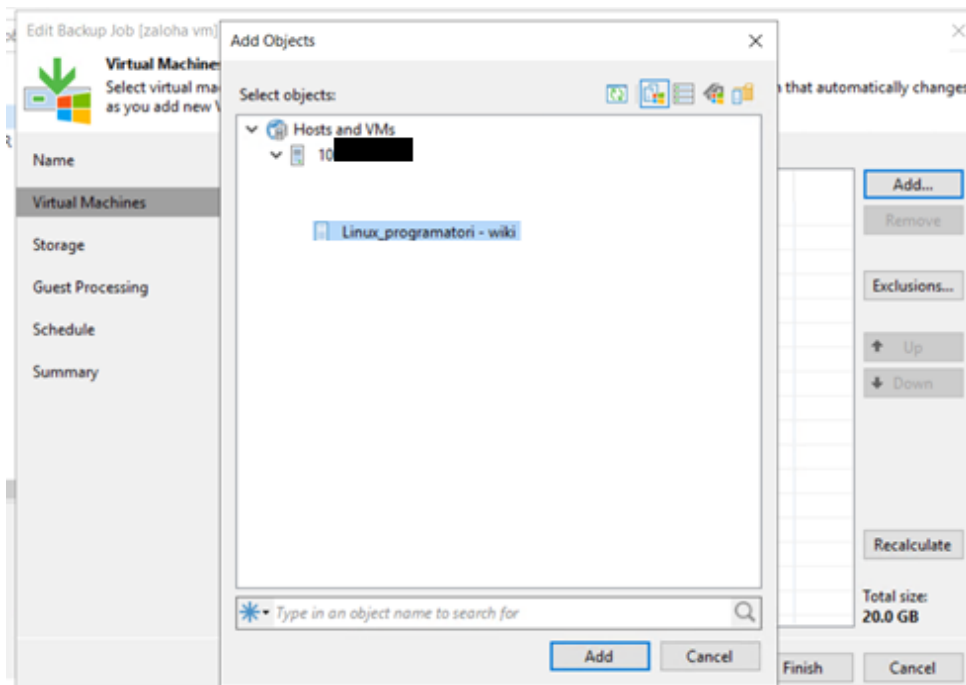 Edit Backup Job [zaloha vm]
Virtual Machine
Select virtual ma
that automatically changes
as you add new
Name
Virtual Machines
Storage
Guest Processing
Schedule
Summary
Add Objects
Select objects:
Hosts and VMs
10
Linux_programatori - wiki
Type in an object name to search for
Add
Cancel
Add...
Remove
Exclusions...
Up
Down
Recalculate
Total size:
20.0 GB
Finish
Cancel